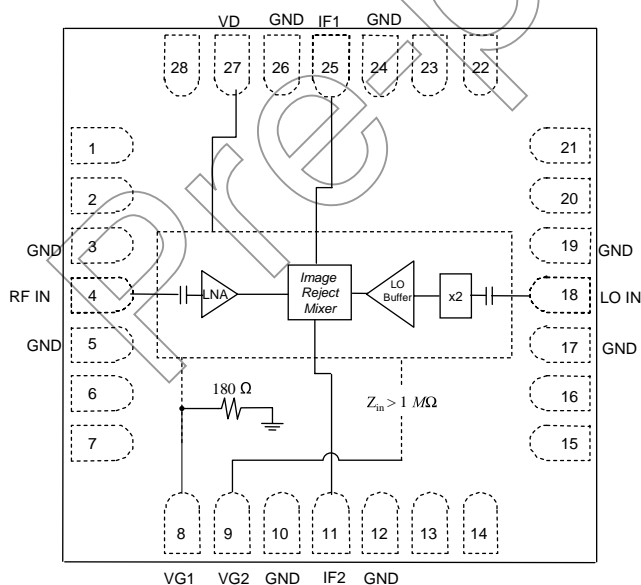 VD GND IF1 GND
28 27 26 25 24 23 22
1 21
2 20
GND 3 19 GND
RF IN 4 LNA Image Reject Mixer LO Buffer x2 18 LO IN
GND 5 17 GND
6 180 Ω Zin > 1 MΩ 16
7 15
8 9 10 11 12 13 14
VG1 VG2 GND IF2 GND
Pre-p